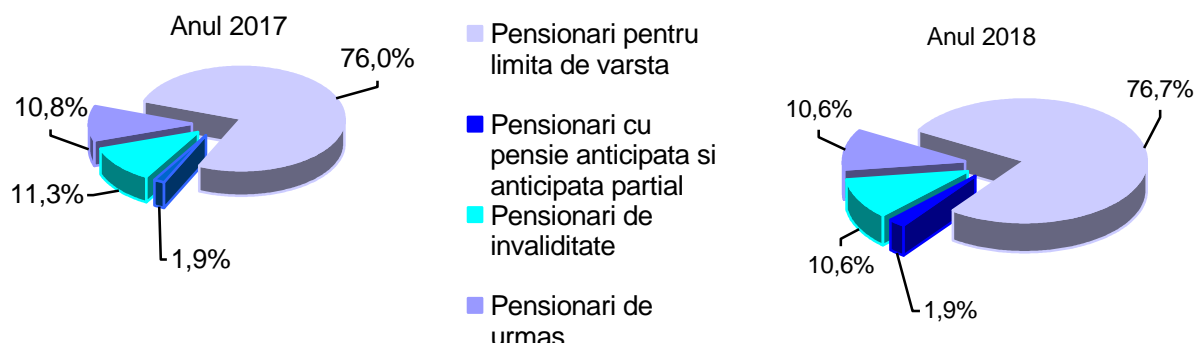 Anul 2017
76,0%
10,8%
11,3%
1,9%
Pensionari pentru
limita de varsta
Pensionari cu
pensie anticipata si
anticipata partial
Pensionari de
invaliditate
Pensionari de
urmas
Anul 2018
76,7%
10,6%
10,6%
1,9%